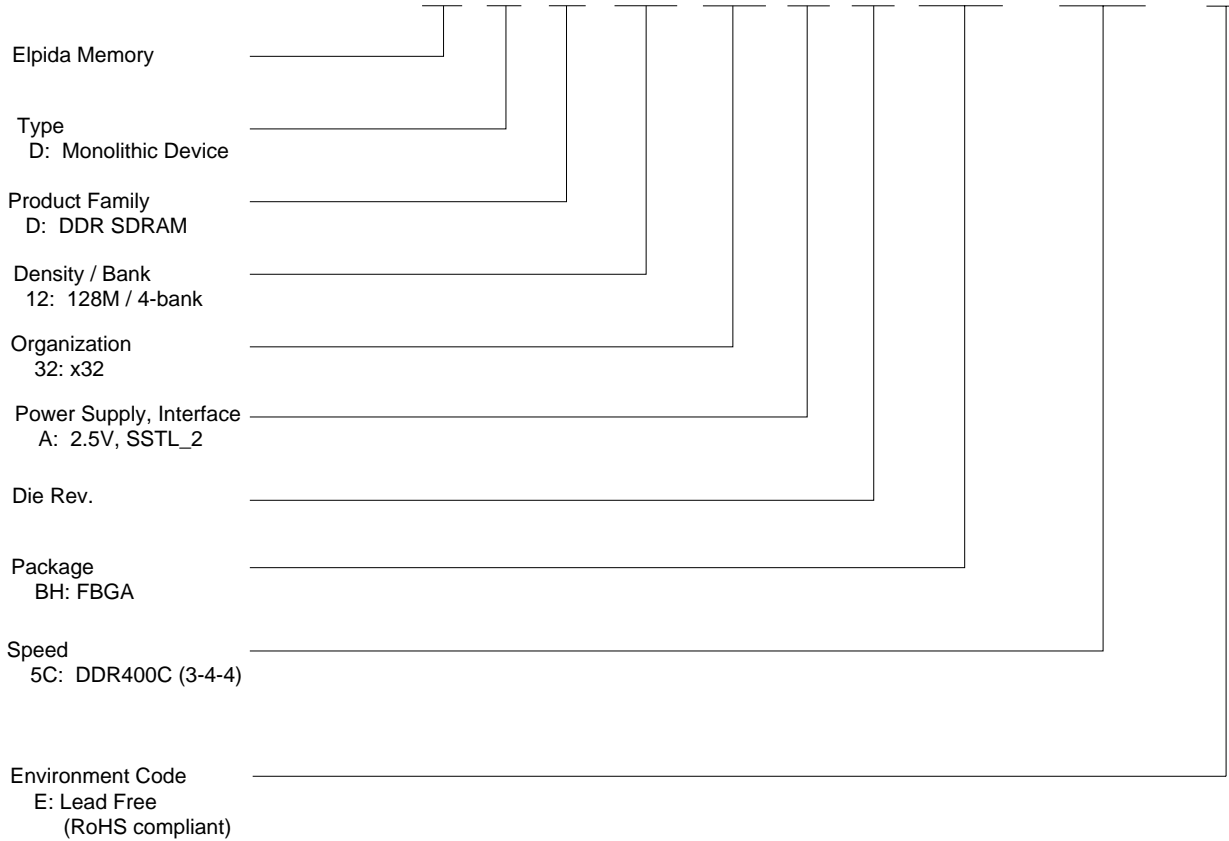 Elpida Memory
Type
D: Monolithic Device
Product Family
D: DDR SDRAM
Density / Bank
12: 128M / 4-bank
Organization
32: x32
Power Supply, Interface
A: 2.5V, SSTL_2
Die Rev.
Package
BH: FBGA
Speed
5C: DDR400C (3-4-4)
Environment Code
E: Lead Free
(RoHS compliant)